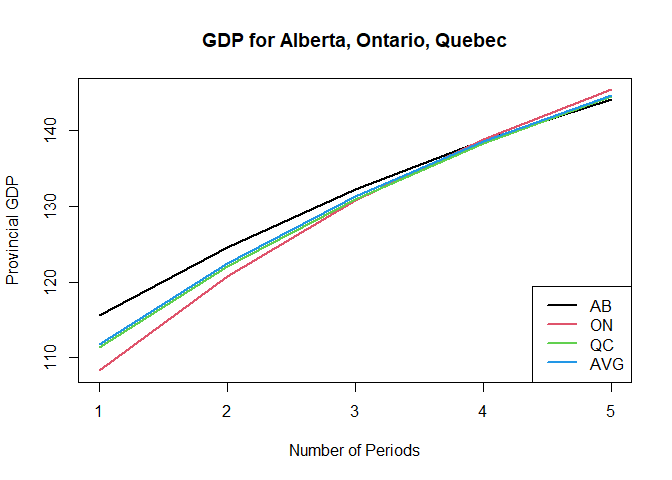 GDP for Alberta, Ontario, Quebec
Provincial GDP
140
130
120
110
AB
ON
QC
AVG
1 2 3 4 5
Number of Periods